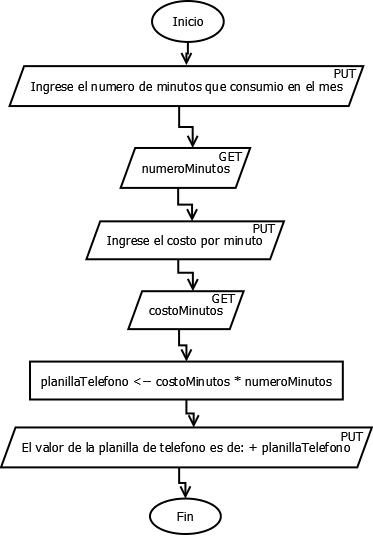 Inicio
PUT
Ingrese el numero de minutos que consumio en el mes
GET
numeroMinutos
PUT
Ingrese el costo por minuto
GET
costoMinutos
planillaTelefono <− costoMinutos * numeroMinutos
PUT
El valor de la planilla de telefono es de: + planillaTelefono
Fin